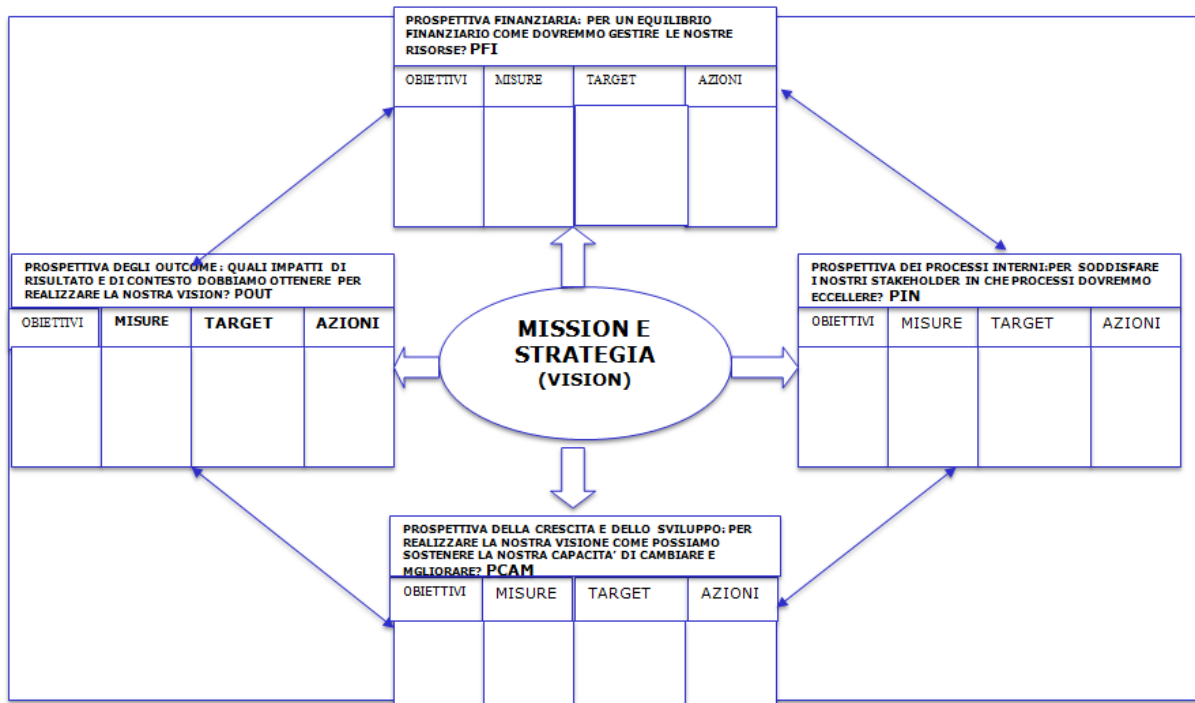 PROSPETTIVA FINANZIARIA: PER UN EQUILIBRIO
FINANZIARIO COME DOVREMMO GESTIRE LE NOSTRE
RISORSE? PFI
OBIETTIVI MISURE TARGET AZIONI
PROSPETTIVA DEGLI OUTCOME: QUALI IMPATTI DI
RISULTATO E DI CONTESTO DOBBIAMO OTTENERE PER
REALIZZARE LA NOSTRA VISION? POUT
OBIETTIVI MISURE TARGET AZIONI
MISSION E
STRATEGIA
(VISION)
PROSPETTIVA DEI PROCESSI INTERNI:PER SODDISFARE
I NOSTRI STAKEHOLDER IN CHE PROCESSI DOVREMMO
ECCELLERE? PIN
OBIETTIVI MISURE TARGET AZIONI
PROSPETTIVA DELLA CRESCITA E DELLO SVILUPPO: PER
REALIZZARE LA NOSTRA VISIONE COME POSSIAMO
SOSTENERE LA NOSTRA CAPACITA' DI CAMBIARE E
MGLIORARE? PCAM
OBIETTIVI MISURE TARGET AZIONI